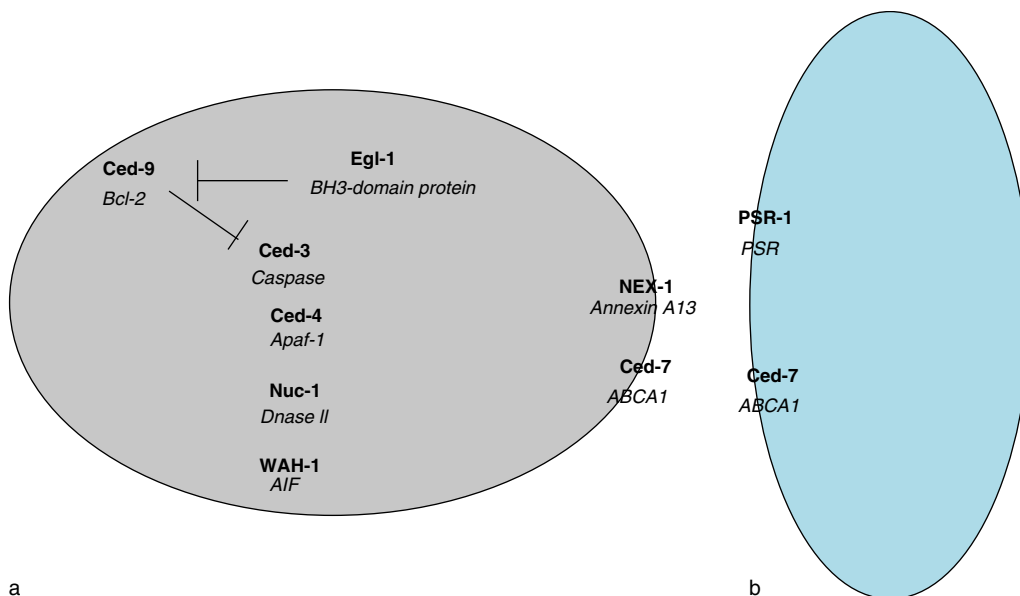 Ced-9
Bcl-2
Egl-1
BH3-domain protein
Ced-3
Caspase
Ced-4
Apaf-1
Nuc-1
Dnase II
WAH-1
AIF
NEX-1
Annexin A13
Ced-7
ABCA1
a
PSR-1
PSR
Ced-7
ABCA1
b